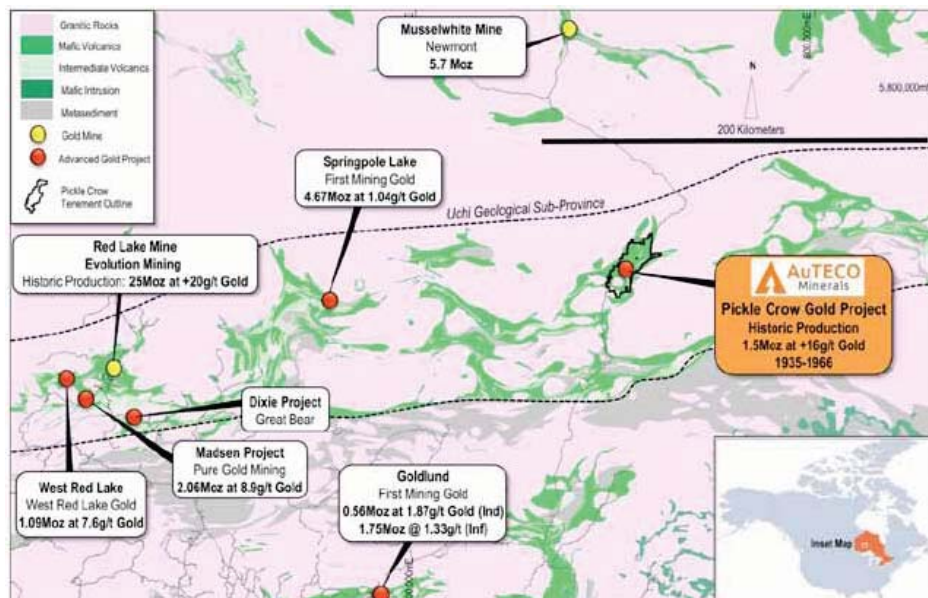 Granitic Rocks
Mafic Volcanics
Intermediate Volcanics
Mafic Intrusion
Metasediment
Gold Mine
Advanced Gold Project
Pickle Crow
Tenement Outline
Musselwhite Mine
Newmont
5.7 Moz
800,000mE
N
5,800,000m
200 Kilometers
Springpole Lake
First Mining Gold
4.67Moz at 1.04g/t Gold
Uchi Geological Sub-Province
Red Lake Mine
Evolution Mining
Historic Production: 25Moz at +20g/t Gold
AuTECO
Minerals
Pickle Crow Gold Project
Historic Production
1.5Moz at +16g/t Gold
1935-1966
Dixie Project
Great Bear
Madsen Project
Pure Gold Mining
2.06Moz at 8.9g/t Gold
West Red Lake
West Red Lake Gold
1.09Moz at 7.6g/t Gold
Goldlund
First Mining Gold
0.56Moz at 1.87g/t Gold (Ind)
1.75Moz @ 1.33g/t (Inf)
Inset Map